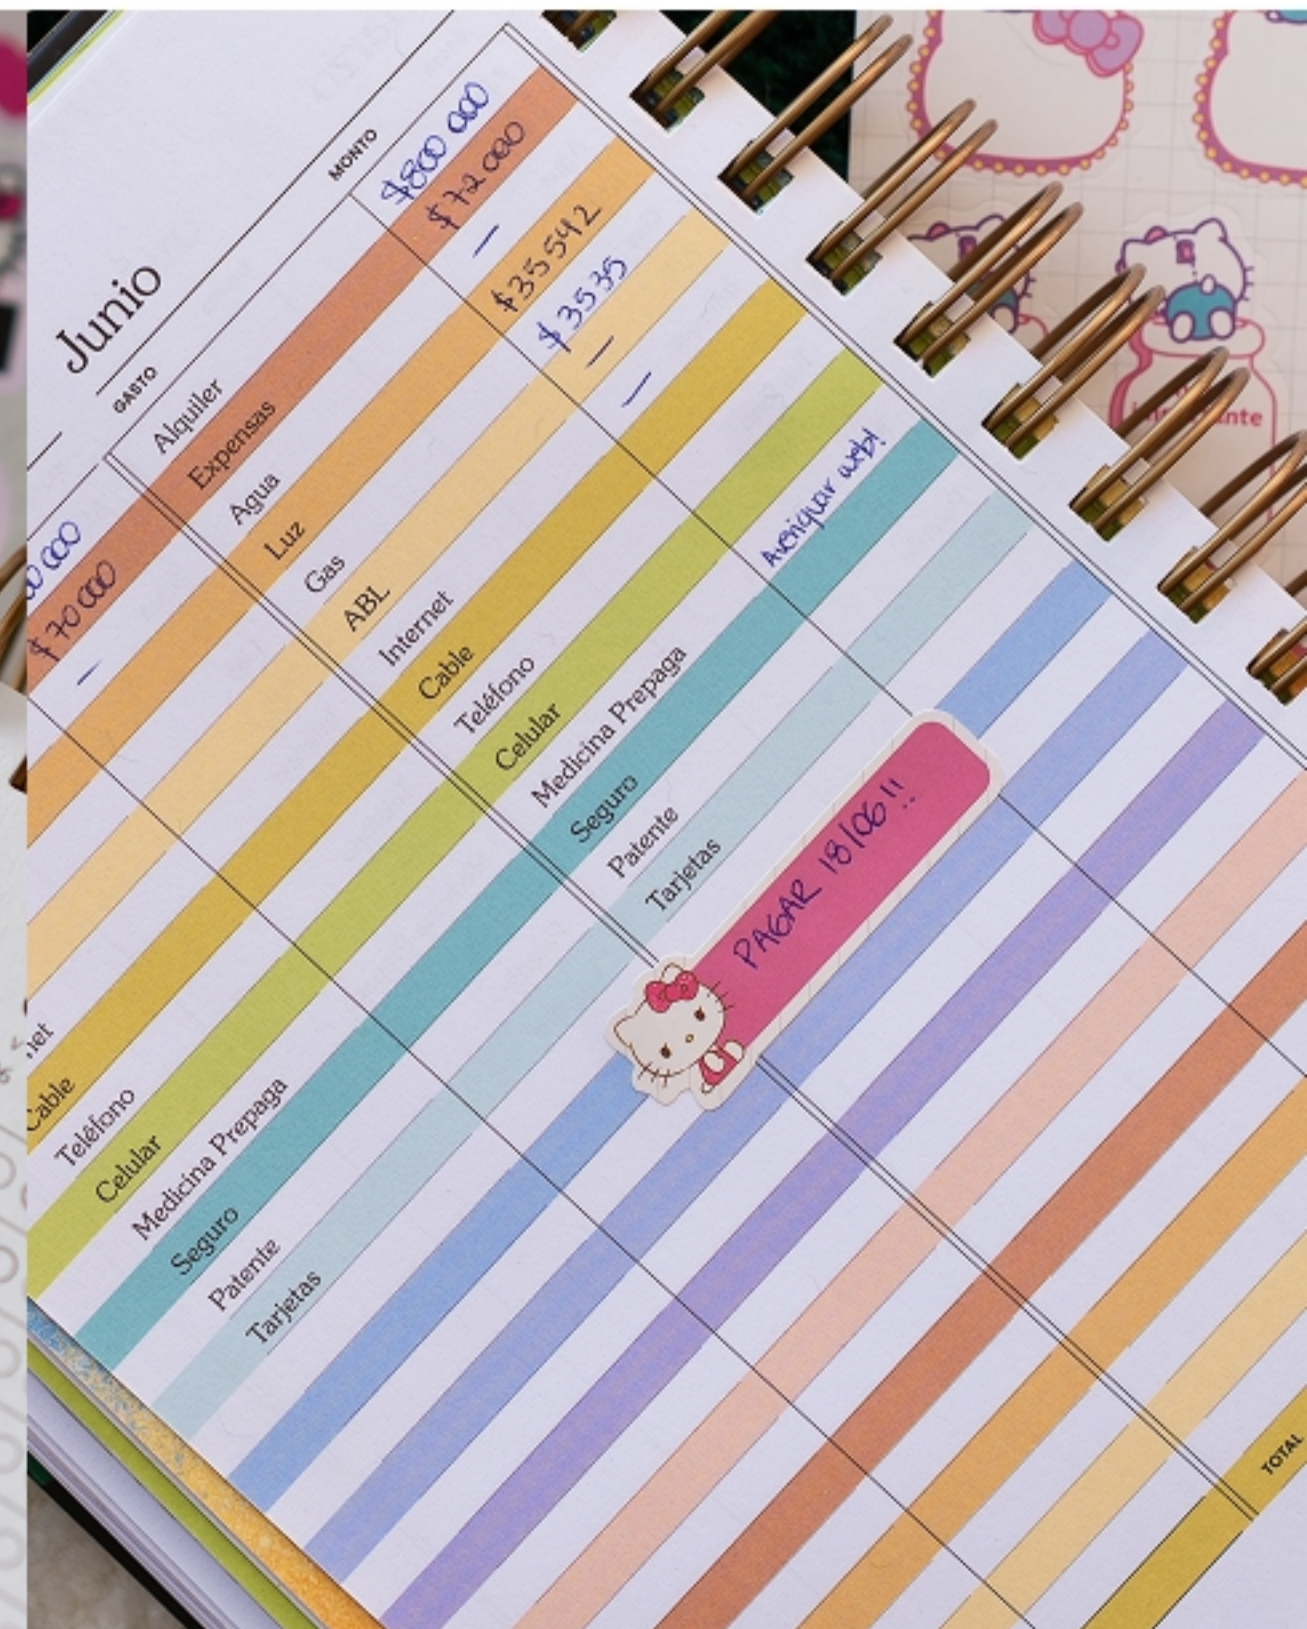 Junio
GASTO MONTO
Alquiler $800 000
Expensas $72 000
Agua —
Luz $35542
Gas $3535
ABL —
Internet —
Cable
Teléfono
Celular
Medicina Prepaga Averiguar web!
Seguro
Patente
Tarjetas
PAGAR 18/06 !!
TOTAL
$70 000
—
Cable
Teléfono
Celular
Medicina Prepaga
Seguro
Patente
Tarjetas